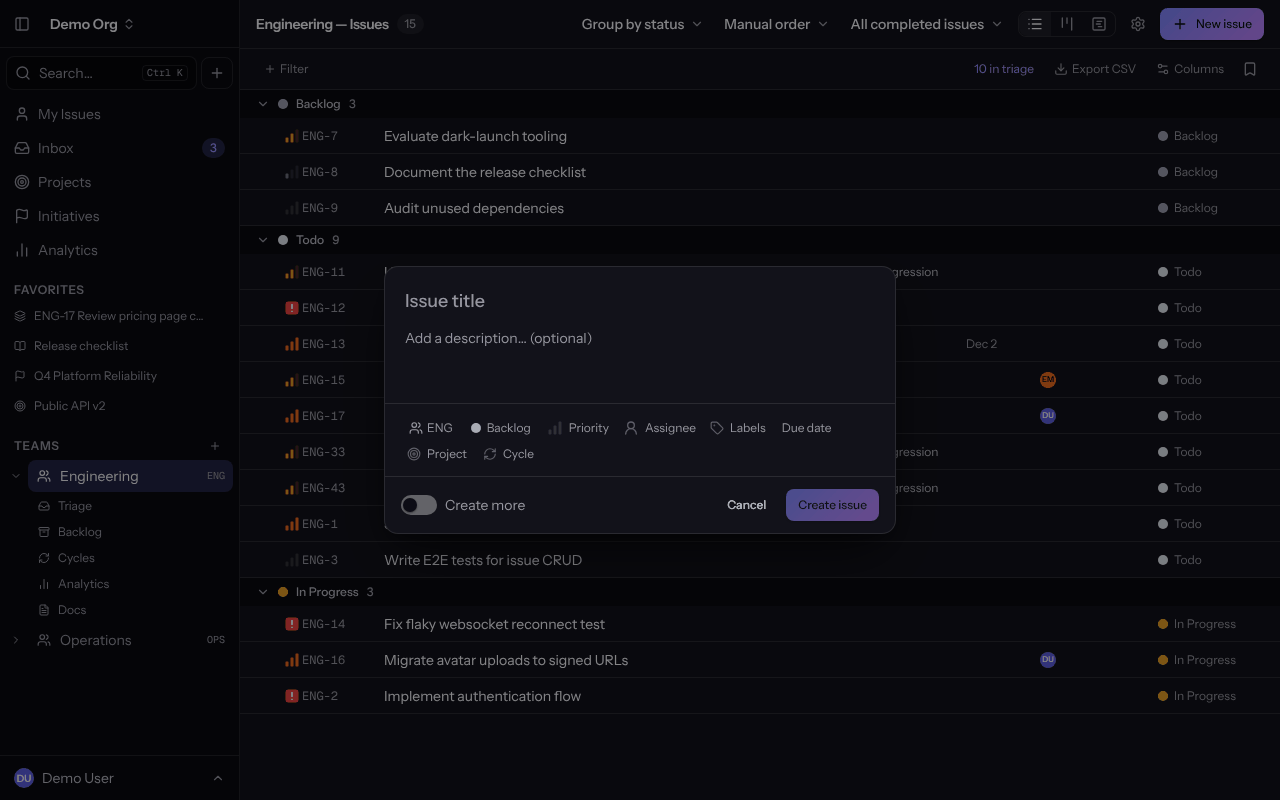 Demo Org
Engineering — Issues 15
Group by status
Manual order
All completed issues
New issue
Search...
Ctrl K
My Issues
Inbox 3
Projects
Initiatives
Analytics
FAVORITES
ENG-17 Review pricing page c...
Release checklist
Q4 Platform Reliability
Public API v2
TEAMS
Engineering ENG
Triage
Backlog
Cycles
Analytics
Docs
Operations OPS
DU Demo User
Filter
10 in triage
Export CSV
Columns
Backlog 3
ENG-7 Evaluate dark-launch tooling Backlog
ENG-8 Document the release checklist Backlog
ENG-9 Audit unused dependencies Backlog
Todo 9
ENG-11 gression Todo
ENG-12 Todo
ENG-13 Dec 2 Todo
ENG-15 EM Todo
ENG-17 DU Todo
ENG-33 gression Todo
ENG-43 gression Todo
ENG-1 Todo
ENG-3 Write E2E tests for issue CRUD Todo
In Progress 3
ENG-14 Fix flaky websocket reconnect test In Progress
ENG-16 Migrate avatar uploads to signed URLs DU In Progress
ENG-2 Implement authentication flow In Progress
Issue title
Add a description... (optional)
ENG
Backlog
Priority
Assignee
Labels
Due date
Project
Cycle
Create more
Cancel
Create issue